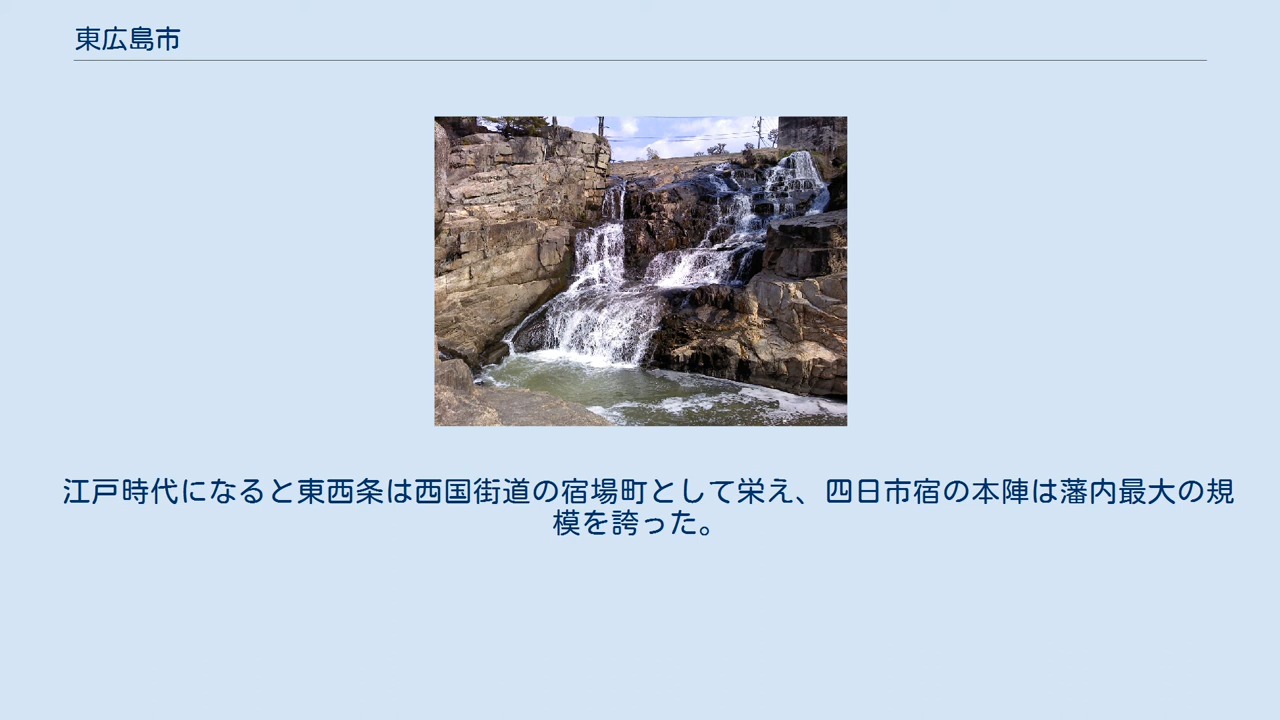 東広島市
江戸時代になると東西条は西国街道の宿場町として栄え、四日市宿の本陣は藩内最大の規
模を誇った。